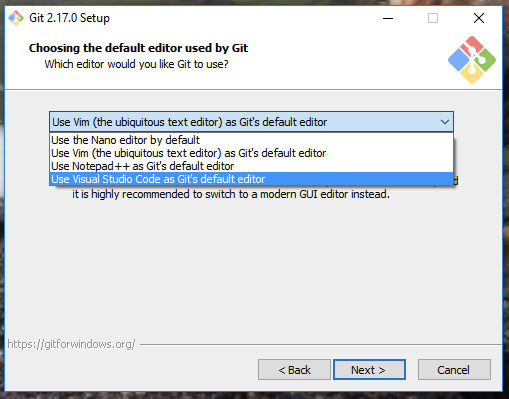 Git 2.17.0 Setup
Choosing the default editor used by Git
Which editor would you like Git to use?
Use Vim (the ubiquitous text editor) as Git's default editor
Use the Nano editor by default
Use Vim (the ubiquitous text editor) as Git's default editor
Use Notepad++ as Git's default editor
Use Visual Studio Code as Git's default editor
it is highly recommended to switch to a modern GUI editor instead.
https://gitforwindows.org/
< Back
Next >
Cancel